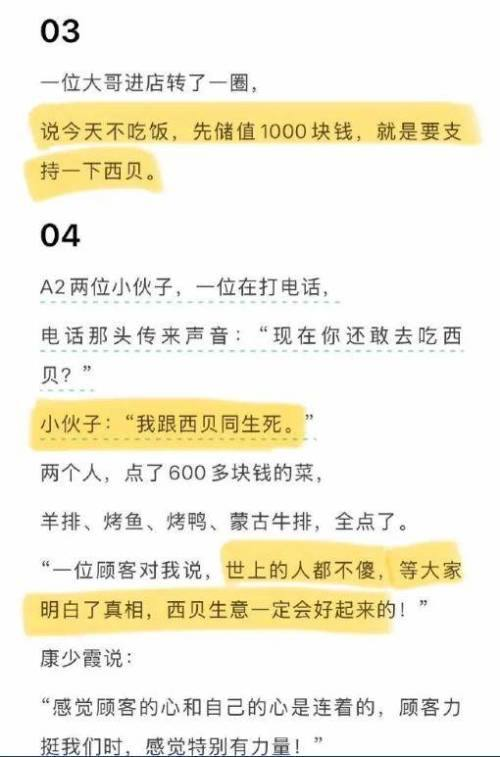 03
一位大哥进店转了一圈，
说今天不吃饭，先储值1000块钱，就是要支
持一下西贝。
04
A2两位小伙子，一位在打电话，
电话那头传来声音：“现在你还敢去吃西
贝？”
小伙子：“我跟西贝同生死。”
两个人，点了600多块钱的菜，
羊排、烤鱼、烤鸭、蒙古牛排，全点了。
“一位顾客对我说，世上的人都不傻，等大家
明白了真相，西贝生意一定会好起来的！”
康少霞说：
“感觉顾客的心和自己的心是连着的，顾客力
挺我们时，感觉特别有力量！”